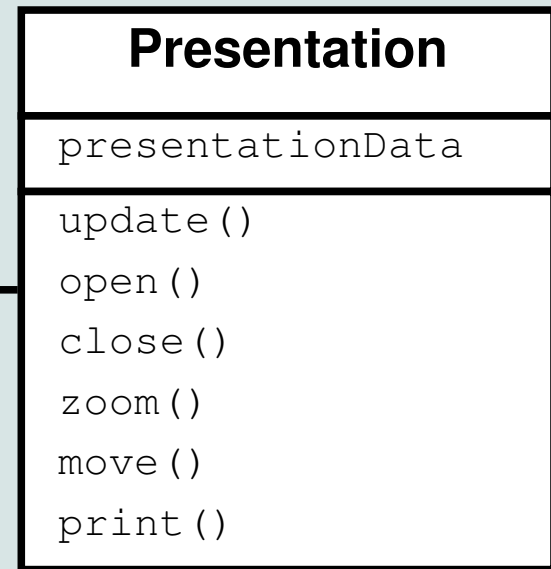 Presentation
presentationData
update()
open()
close()
zoom()
move()
print()